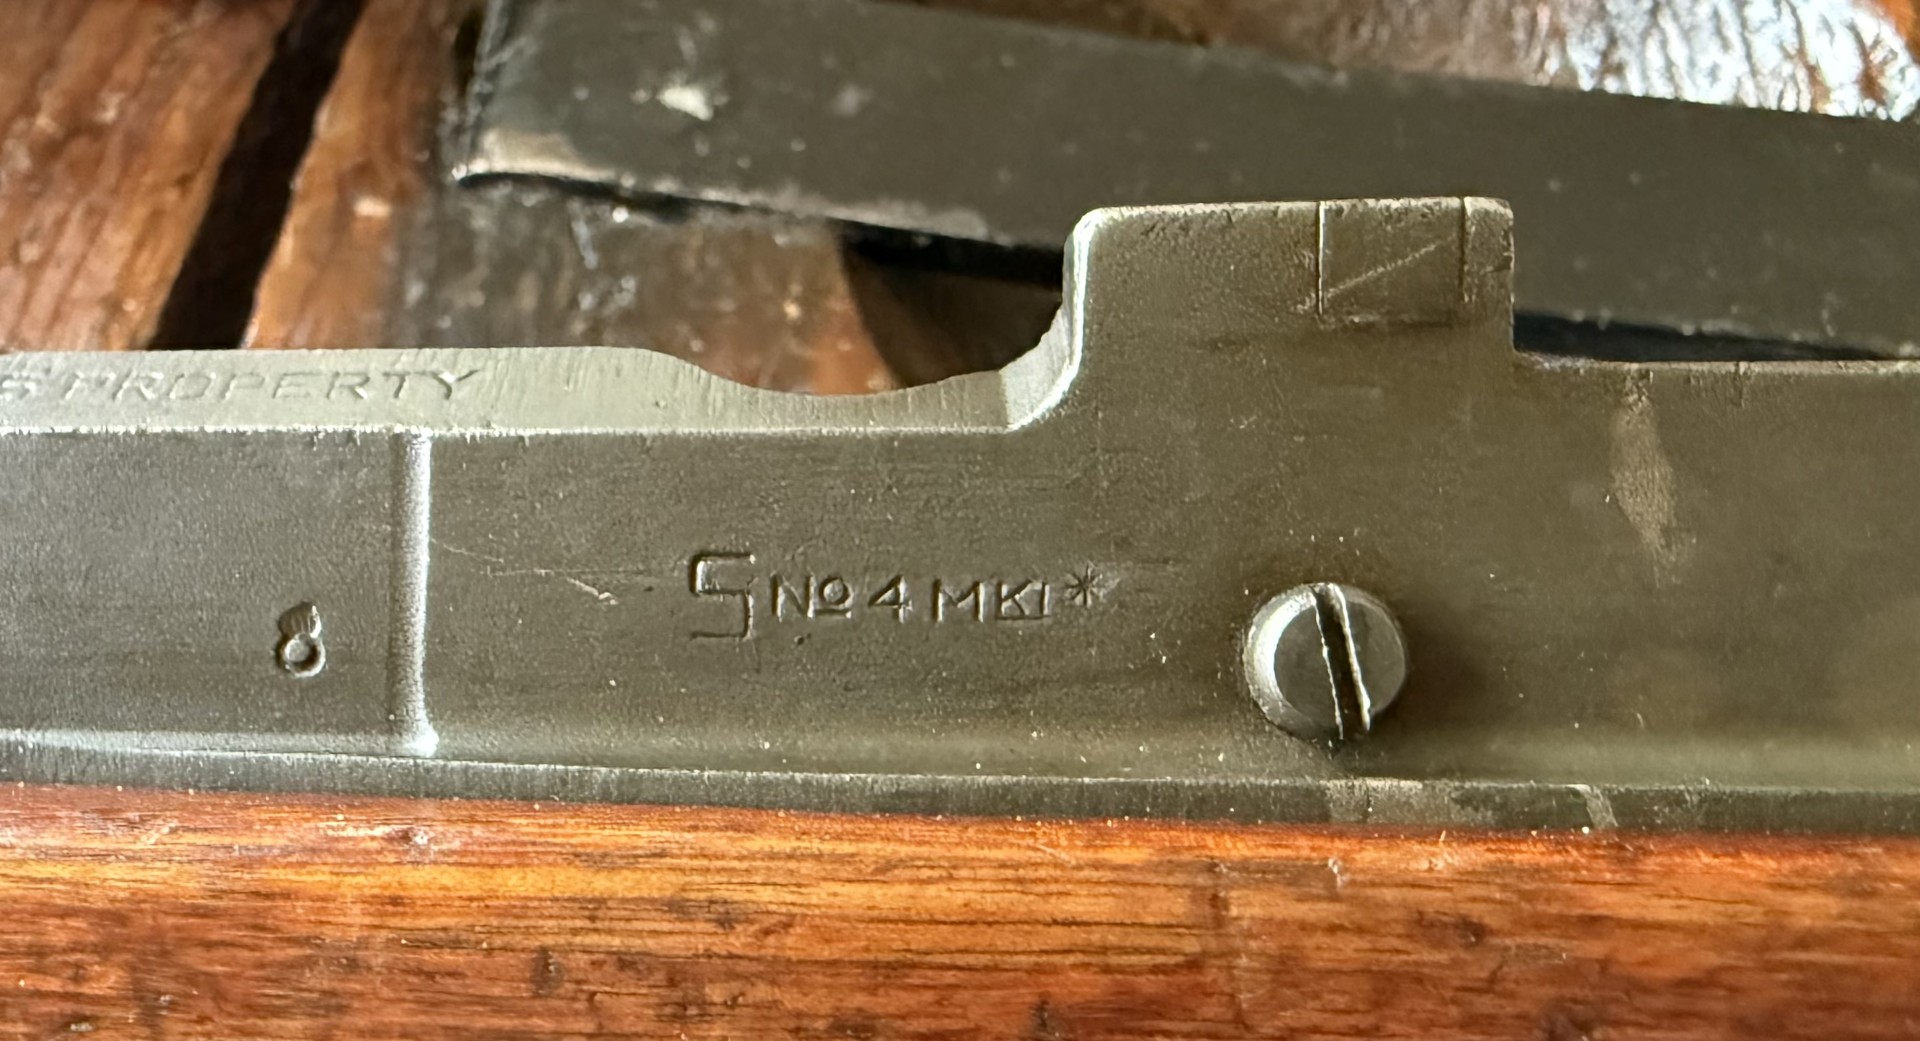 S PROPERTY
8
S No 4 MKI*